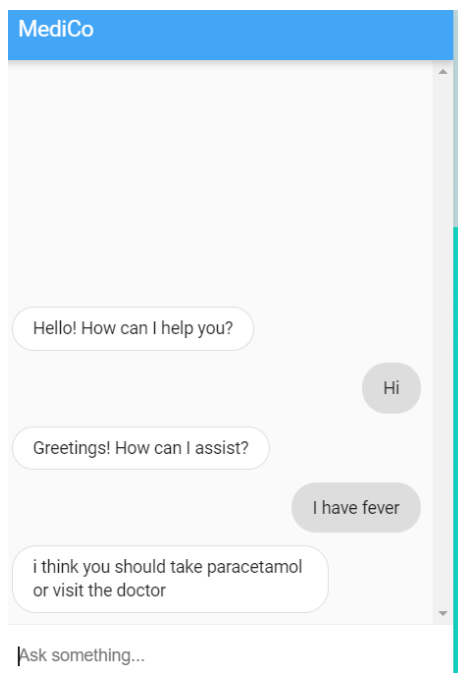 MediCo
Hello! How can I help you?
Hi
Greetings! How can I assist?
I have fever
i think you should take paracetamol
or visit the doctor
Ask something...